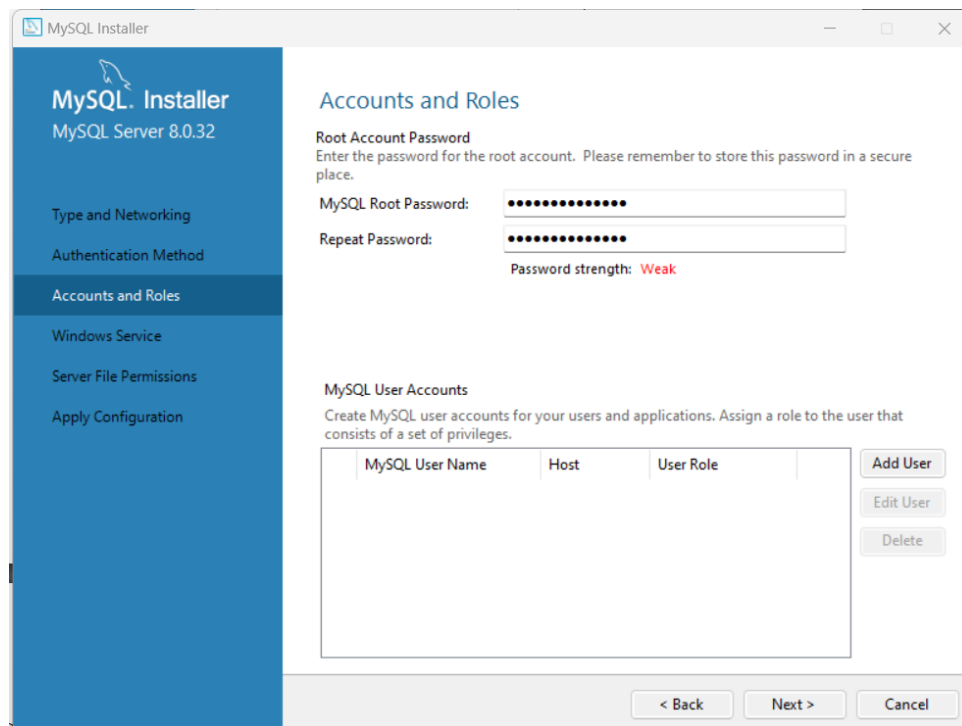 MySQL Installer
MySQL. Installer
MySQL Server 8.0.32
Type and Networking
Authentication Method
Accounts and Roles
Windows Service
Server File Permissions
Apply Configuration
Accounts and Roles
Root Account Password
Enter the password for the root account. Please remember to store this password in a secure
place.
MySQL Root Password: ●●●●●●●●●●●●●●
Repeat Password: ●●●●●●●●●●●●●●
Password strength: Weak
MySQL User Accounts
Create MySQL user accounts for your users and applications. Assign a role to the user that
consists of a set of privileges.
MySQL User Name Host User Role
Add User
Edit User
Delete
< Back Next > Cancel